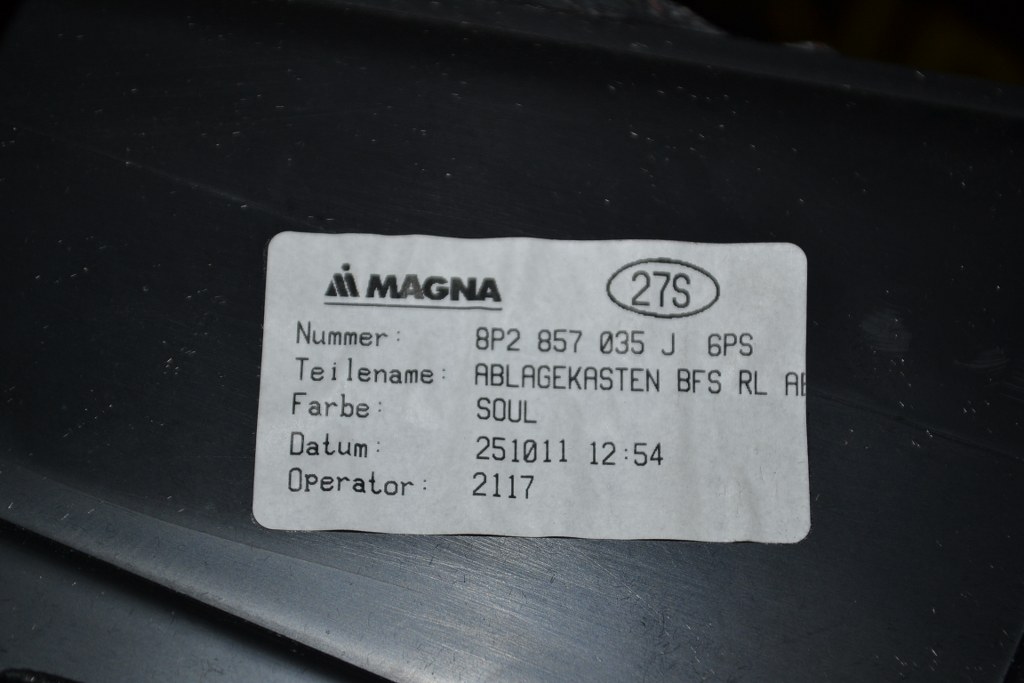 MAGNA 27S
Nummer: 8P2 857 035 J 6PS
Teilename: ABLAGEKASTEN BFS RL
Farbe: SOUL
Datum: 251011 12:54
Operator: 2117